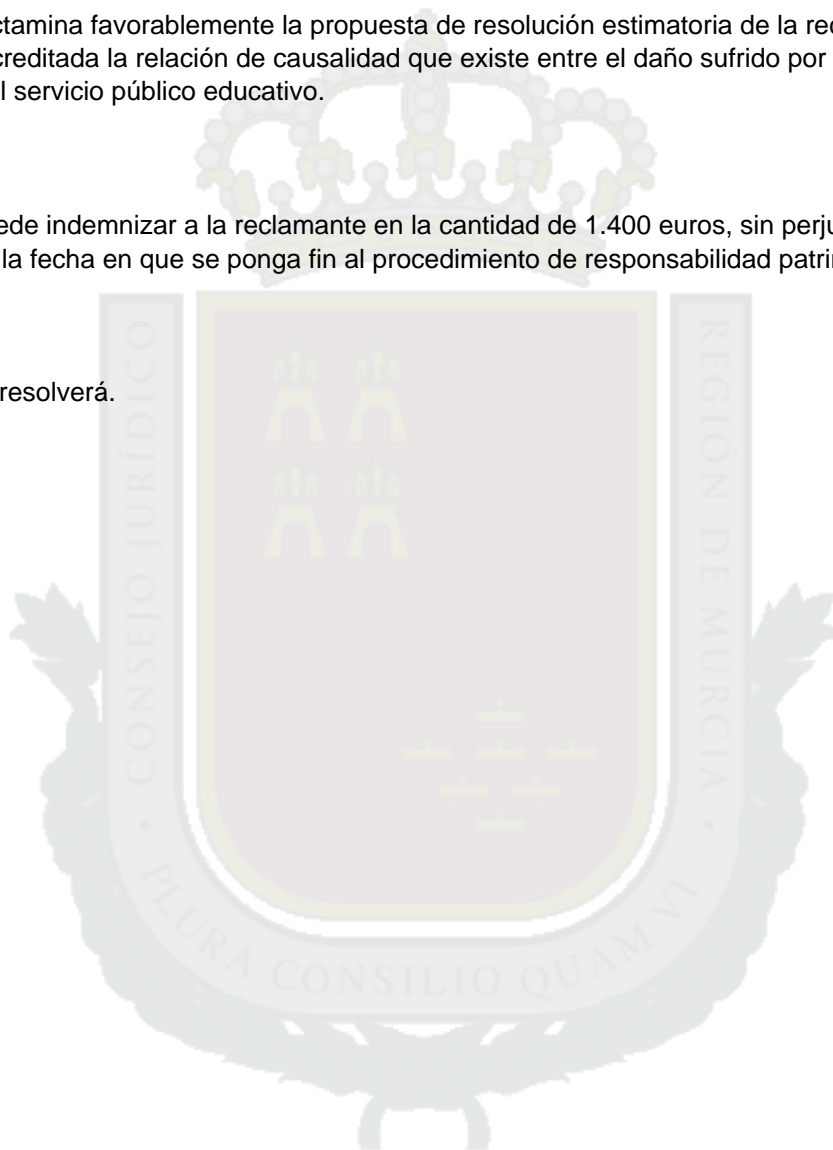 ctamina favorablemente la propuesta de resolución estimatoria de la rec
creditada la relación de causalidad que existe entre el daño sufrido por
l servicio público educativo.
ede indemnizar a la reclamante en la cantidad de 1.400 euros, sin perju
la fecha en que se ponga fin al procedimiento de responsabilidad patri
resolverá.
CONSEJO JURÍDICO
REGIÓN DE MURCIA
PLURA CONSILIO QUAM VI